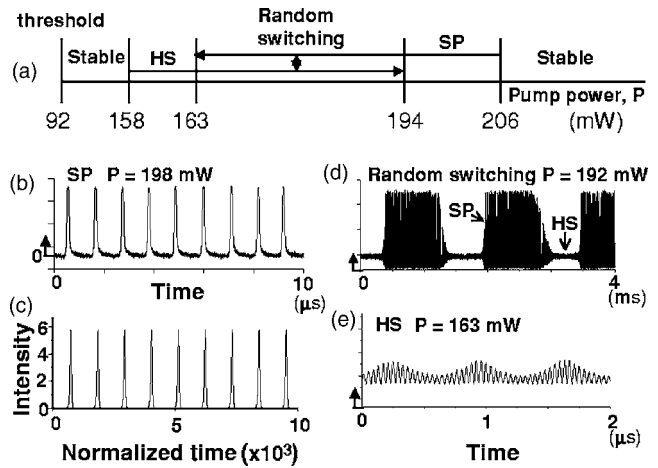 threshold
Random
switching
Stable
HS
SP
Stable
(a)
Pump power, P
92
158
163
194
206
(mW)
(b)
SP P = 198 mW
0
0
10
Time
(μs)
(c)
6
4
2
0
Intensity
0
5
10
Normalized time (x10³)
(d)
Random switching P = 192 mW
SP
HS
0
4
(ms)
(e)
HS P = 163 mW
0
1
2
(μs)
Time